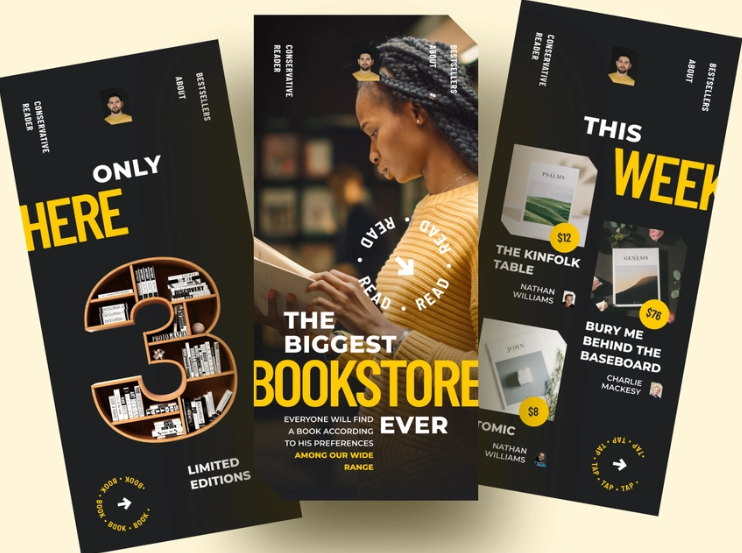 CONSERVATIVE
READER
BESTSELLERS
ABOUT
ONLY
HERE
LIMITED
EDITIONS
BOOK • BOOK • BOOK • BOOK •
CONSERVATIVE
READER
BESTSELLERS
ABOUT
READ • READ • READ • READ •
THE
BIGGEST
BOOKSTORE
EVER
EVERYONE WILL FIND
A BOOK ACCORDING
TO HIS PREFERENCES
AMONG OUR WIDE
RANGE
CONSERVATIVE
READER
BESTSELLERS
ABOUT
THIS
WEEK
PSALMS
$12
THE KINFOLK
TABLE
NATHAN
WILLIAMS
GENESIS
$76
BURY ME
BEHIND THE
BASEBOARD
CHARLIE
MACKESY
JOHN
$8
TOMIC
NATHAN
WILLIAMS
TAP • TAP • TAP • TAP • TAP •